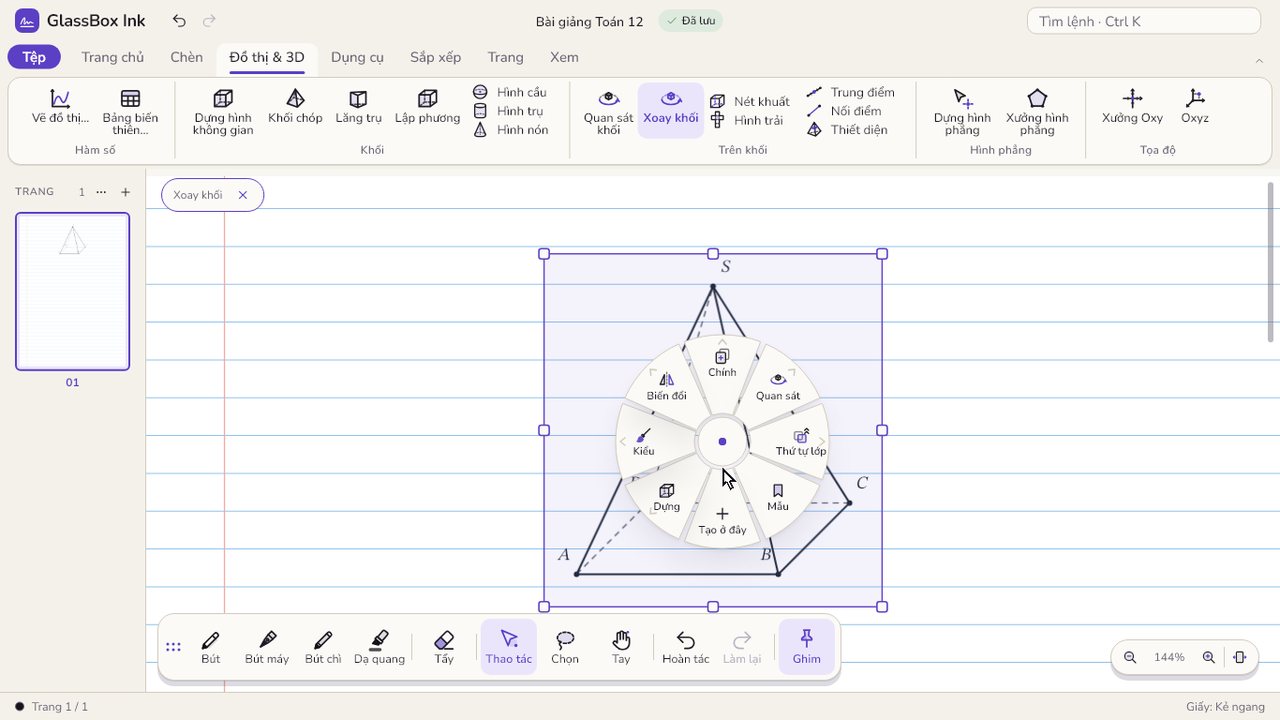 GlassBox Ink
Bài giảng Toán 12
Đã lưu
Tìm lệnh · Ctrl K
Tệp
Trang chủ
Chèn
Đồ thị & 3D
Dụng cụ
Sắp xếp
Trang
Xem
Vẽ đồ thị...
Bảng biến
thiên...
Hàm số
Dựng hình
không gian
Khối chóp
Lăng trụ
Lập phương
Hình cầu
Hình trụ
Hình nón
Khối
Quan sát
khối
Xoay khối
Nét khuất
Hình trải
Trung điểm
Nối điểm
Thiết diện
Trên khối
Dựng hình
phẳng
Xưởng hình
phẳng
Hình phẳng
Xưởng Oxy
Oxyz
Tọa độ
TRANG
1
01
Xoay khối
S
Chính
Biến đổi
Quan sát
Kiểu
Thứ tự lớp
Dựng
Mẫu
Tạo ở đây
C
A
B
Bút
Bút máy
Bút chì
Dạ quang
Tẩy
Thao tác
Chọn
Tay
Hoàn tác
Làm lại
Ghim
144%
Trang 1 / 1
Giấy: Kẻ ngang